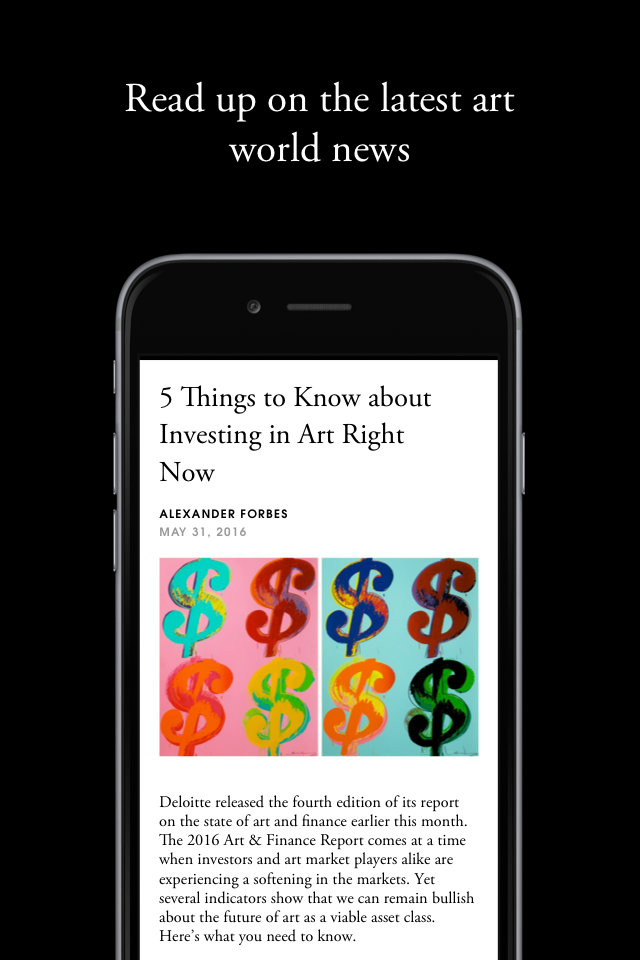 Read up on the latest art
world news
5 Things to Know about
Investing in Art Right
Now
ALEXANDER FORBES
MAY 31, 2016
$ $ $ $
$ $ $ $
Deloitte released the fourth edition of its report
on the state of art and finance earlier this month.
The 2016 Art & Finance Report comes at a time
when investors and art market players alike are
experiencing a softening in the markets. Yet
several indicators show that we can remain bullish
about the future of art as a viable asset class.
Here's what you need to know.